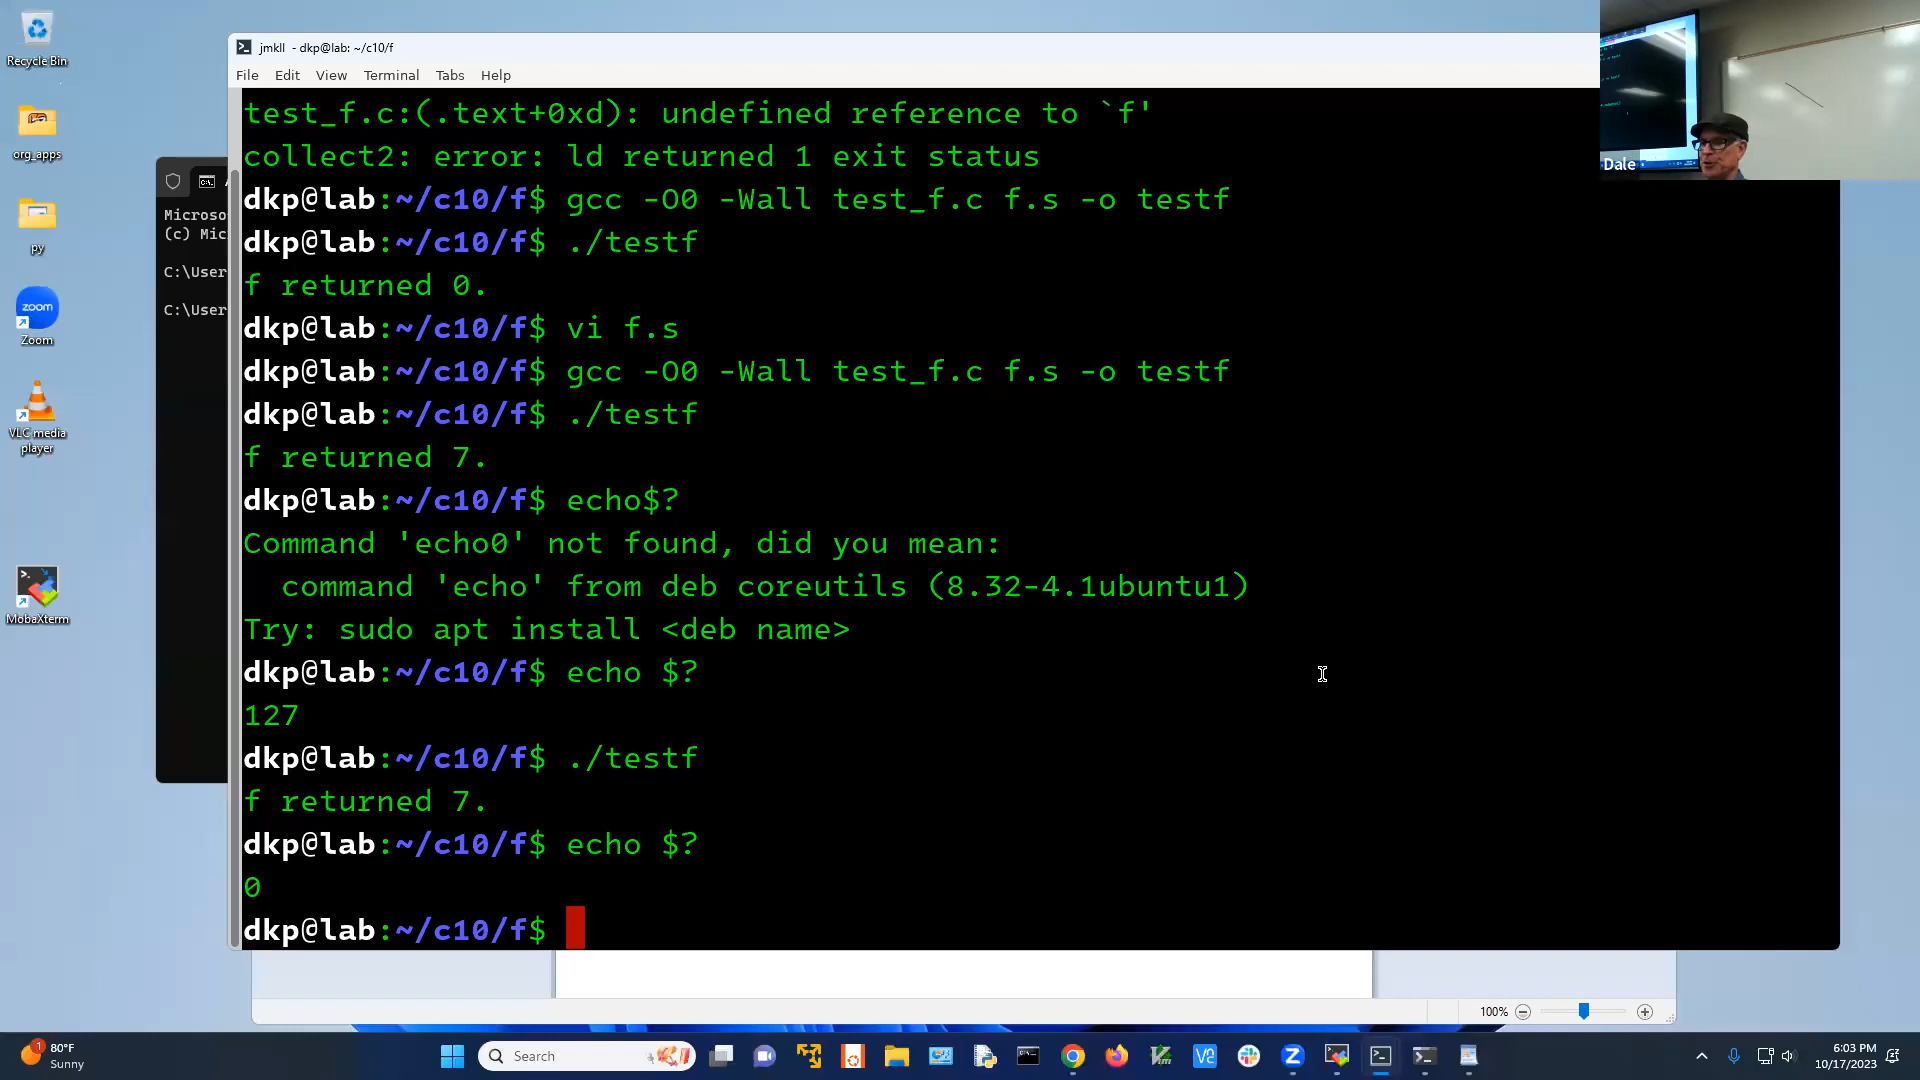 Recycle Bin
org_apps
py
zoom
Zoom
VLC media
player
MobaXterm
jmkll - dkp@lab: ~/c10/f
File Edit View Terminal Tabs Help
Microso
(c) Mic
C:\User
C:\User
test_f.c:(.text+0xd): undefined reference to `f'
collect2: error: ld returned 1 exit status
dkp@lab:~/c10/f$ gcc -O0 -Wall test_f.c f.s -o testf
dkp@lab:~/c10/f$ ./testf
f returned 0.
dkp@lab:~/c10/f$ vi f.s
dkp@lab:~/c10/f$ gcc -O0 -Wall test_f.c f.s -o testf
dkp@lab:~/c10/f$ ./testf
f returned 7.
dkp@lab:~/c10/f$ echo$?
Command 'echo0' not found, did you mean:
  command 'echo' from deb coreutils (8.32-4.1ubuntu1)
Try: sudo apt install <deb name>
dkp@lab:~/c10/f$ echo $?
127
dkp@lab:~/c10/f$ ./testf
f returned 7.
dkp@lab:~/c10/f$ echo $?
0
dkp@lab:~/c10/f$
Dale
100%
1
80°F
Sunny
Search
6:03 PM
10/17/2023